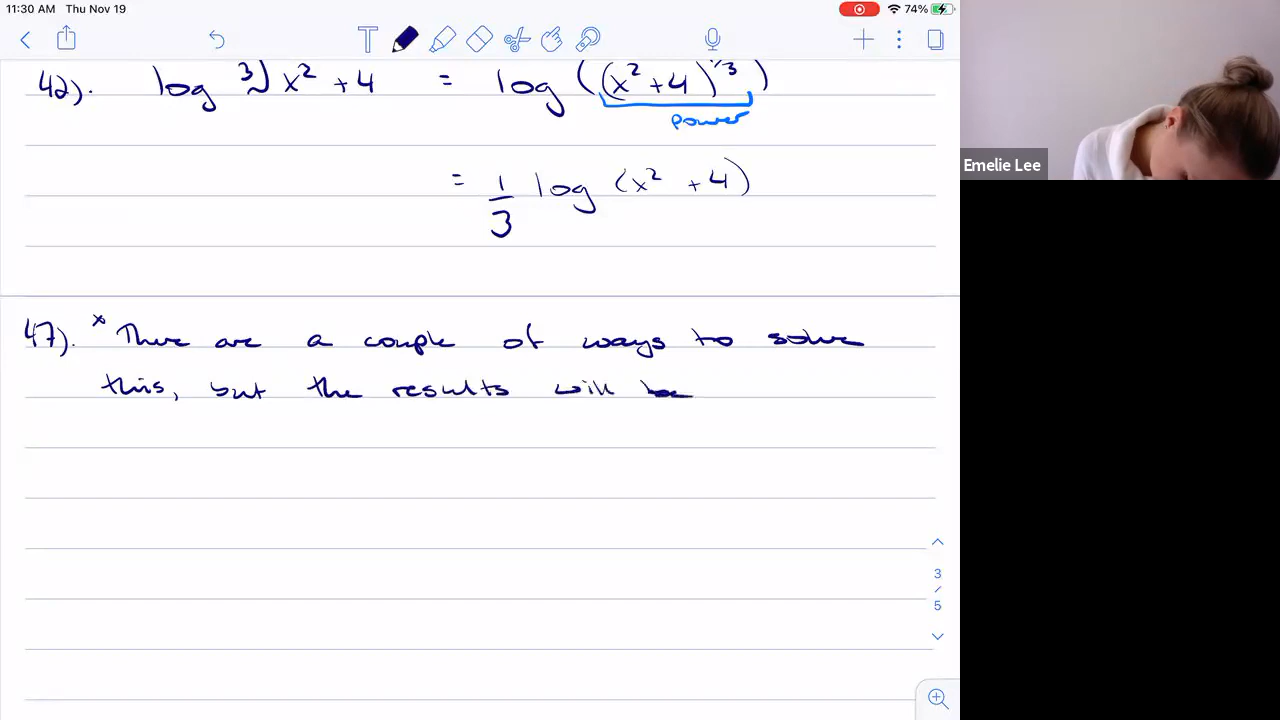 11:30 AM Thu Nov 19
74%
T
42). log ∛x² + 4 = log ((x² + 4)^1/3)
power
= 1/3 log (x² + 4)
Emelie Lee
47). * There are a couple of ways to solve
this, but the results will be
3
/
5